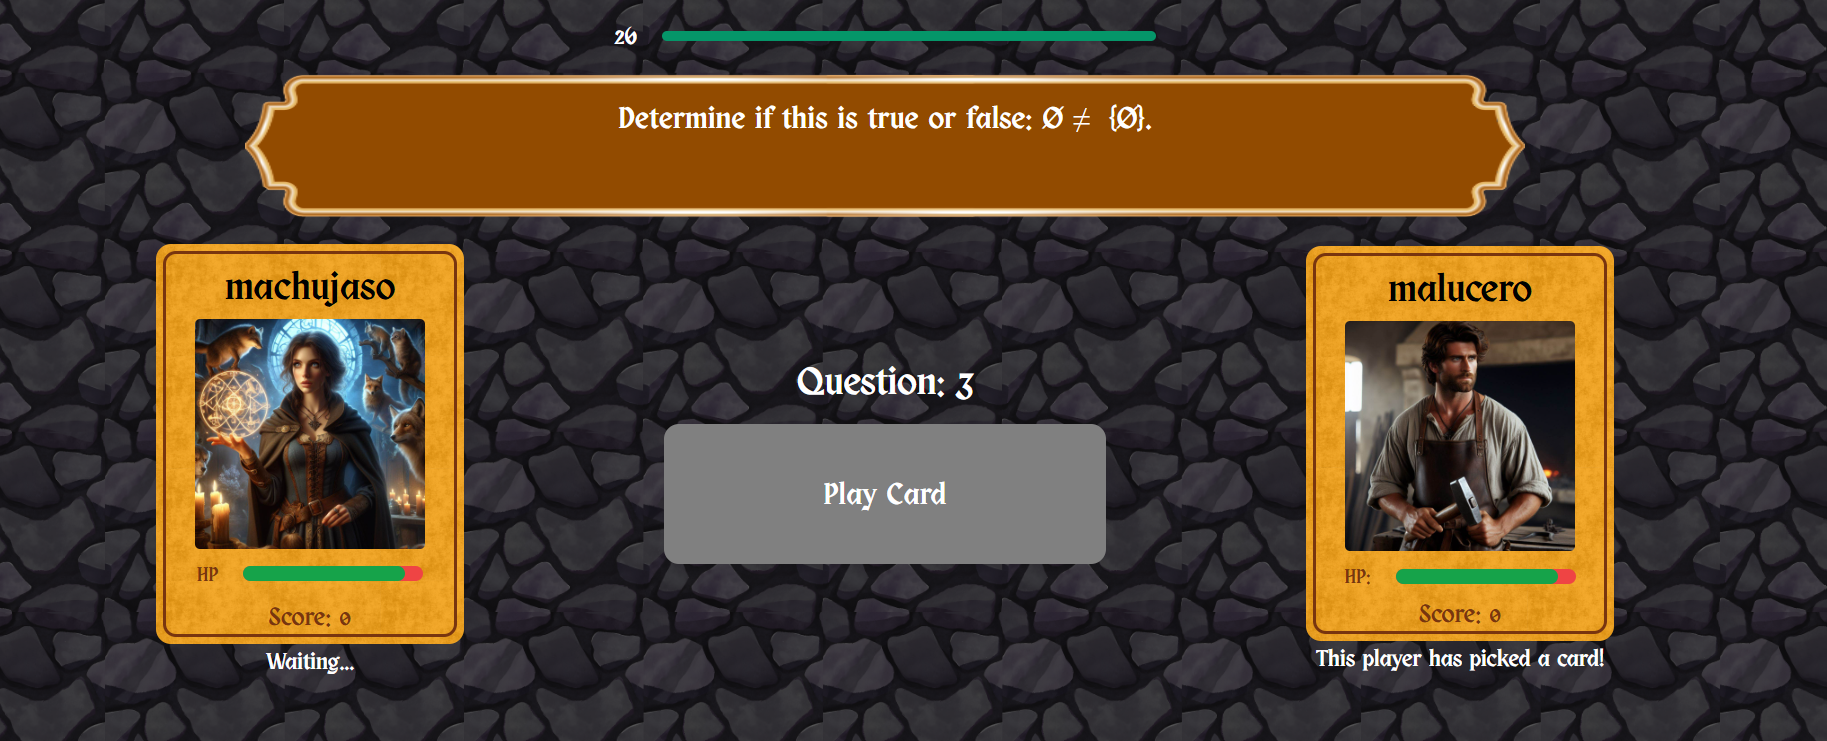 26
Determine if this is true or false: Ø ≠ {Ø}.
machujaso
HP
Score: 0
Waiting...
Question: 3
Play Card
malucero
HP:
Score: 0
This player has picked a card!